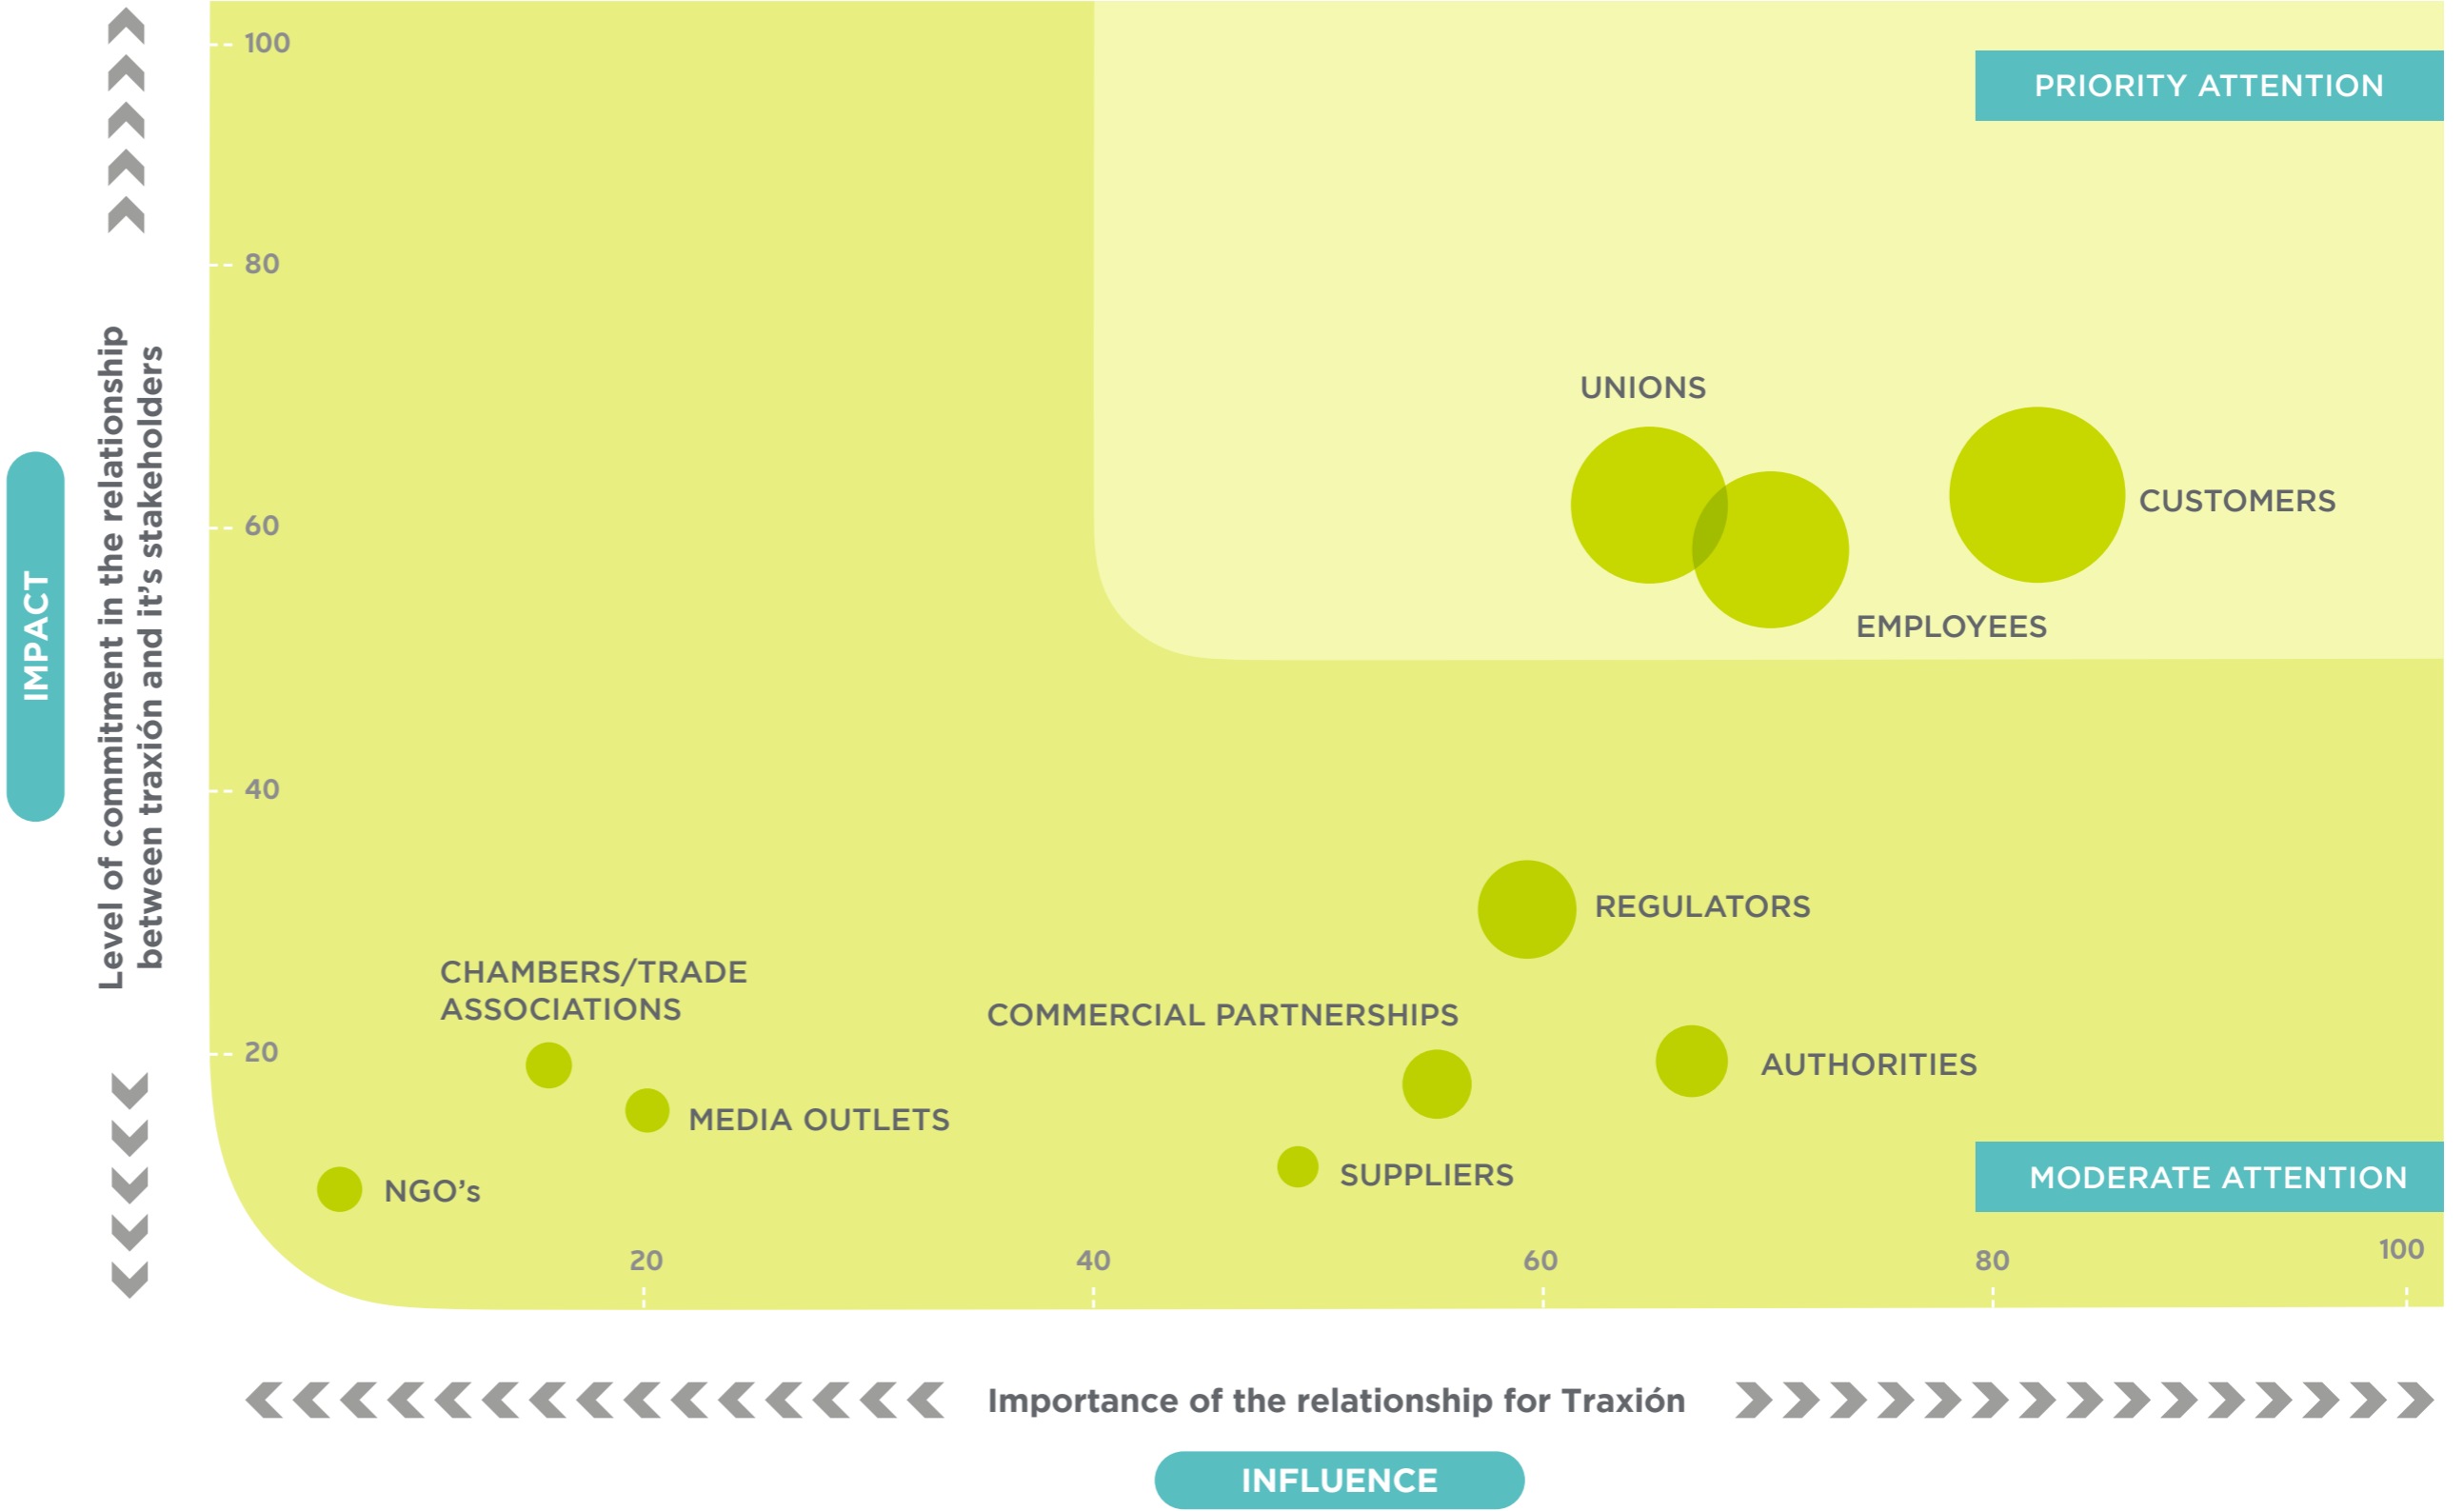 100
PRIORITY ATTENTION
80
UNIONS
CUSTOMERS
60
EMPLOYEES
IMPACT
Level of commitment in the relationship
between traxión and it’s stakeholders
40
REGULATORS
CHAMBERS/TRADE
ASSOCIATIONS
COMMERCIAL PARTNERSHIPS
20
AUTHORITIES
MEDIA OUTLETS
SUPPLIERS
MODERATE ATTENTION
NGO’s
20
40
60
80
100
Importance of the relationship for Traxión
INFLUENCE